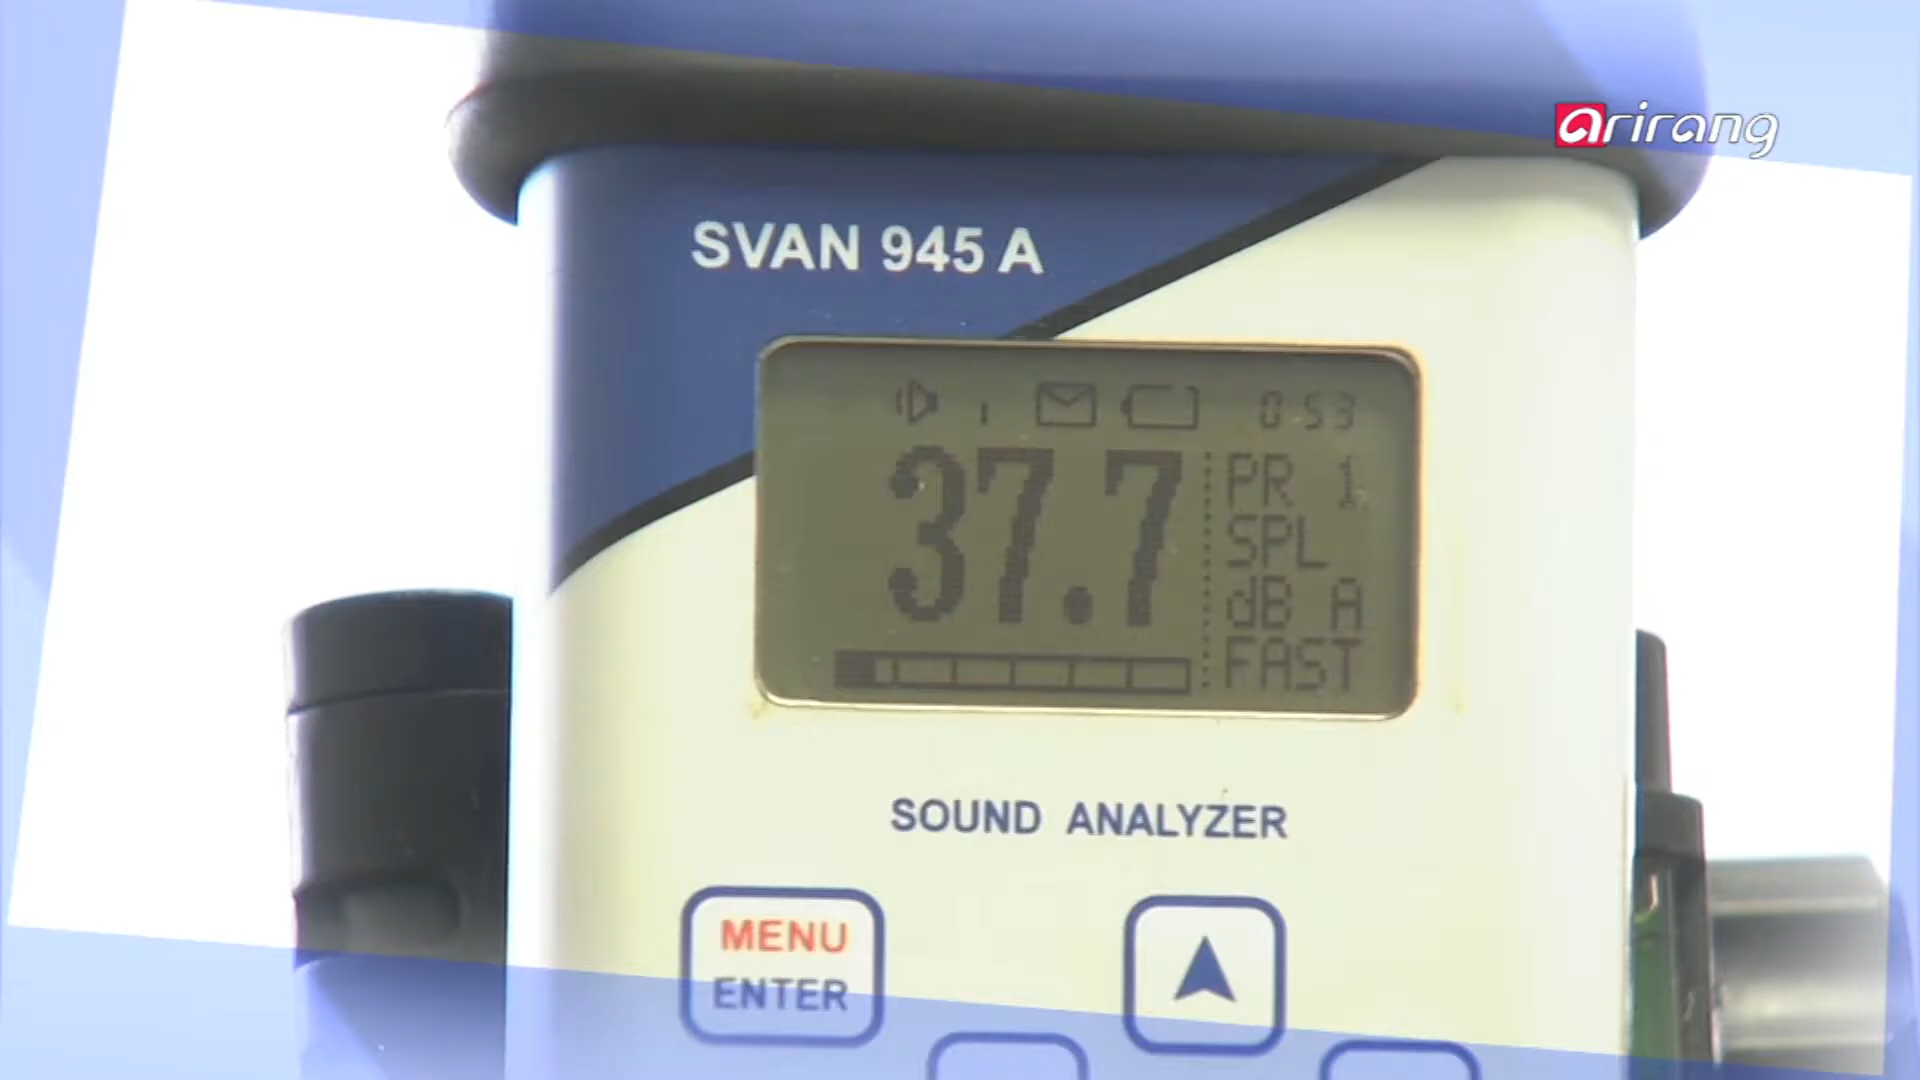 arirang
SVAN 945 A
0:53
37.7
PR 1
SPL
dB A
FAST
SOUND ANALYZER
MENU
ENTER